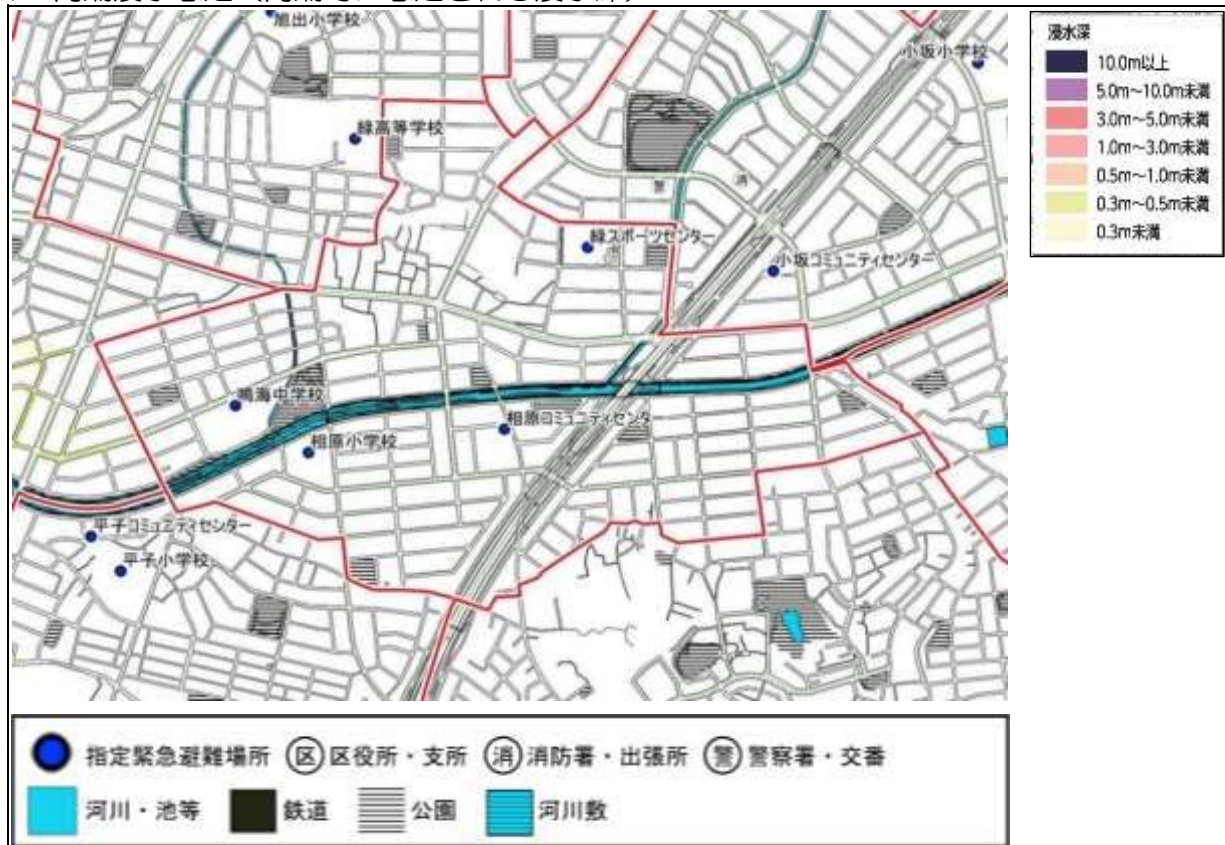 旭出小学校
小坂小学校
緑高等学校
警
消
緑スポーツセンター
小坂コミュニティセンター
鳴海中学校
相原コミュニティセンター
相原小学校
平子コミュニティセンター
平子小学校
浸水深
10.0m以上
5.0m～10.0m未満
3.0m～5.0m未満
1.0m～3.0m未満
0.5m～1.0m未満
0.3m～0.5m未満
0.3m未満
指定緊急避難場所 区 区役所・支所 消 消防署・出張所 警 警察署・交番
河川・池等 鉄道 公園 河川敷